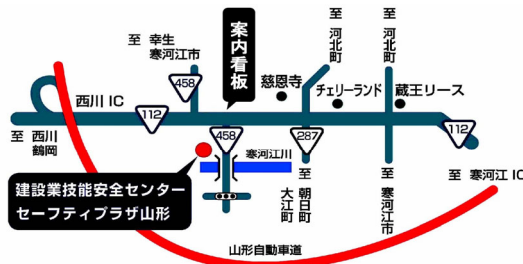 至 幸生
寒河江市
458
案内看板
至 河北町
至 河北町
慈恩寺
チェリーランド
蔵王リース
西川 IC
112
458
287
112
至 西川
鶴岡
寒河江川
建設業技能安全センター
セーフティプラザ山形
至 朝日町
大江町
至 寒河江市
至 寒河江 IC
山形自動車道